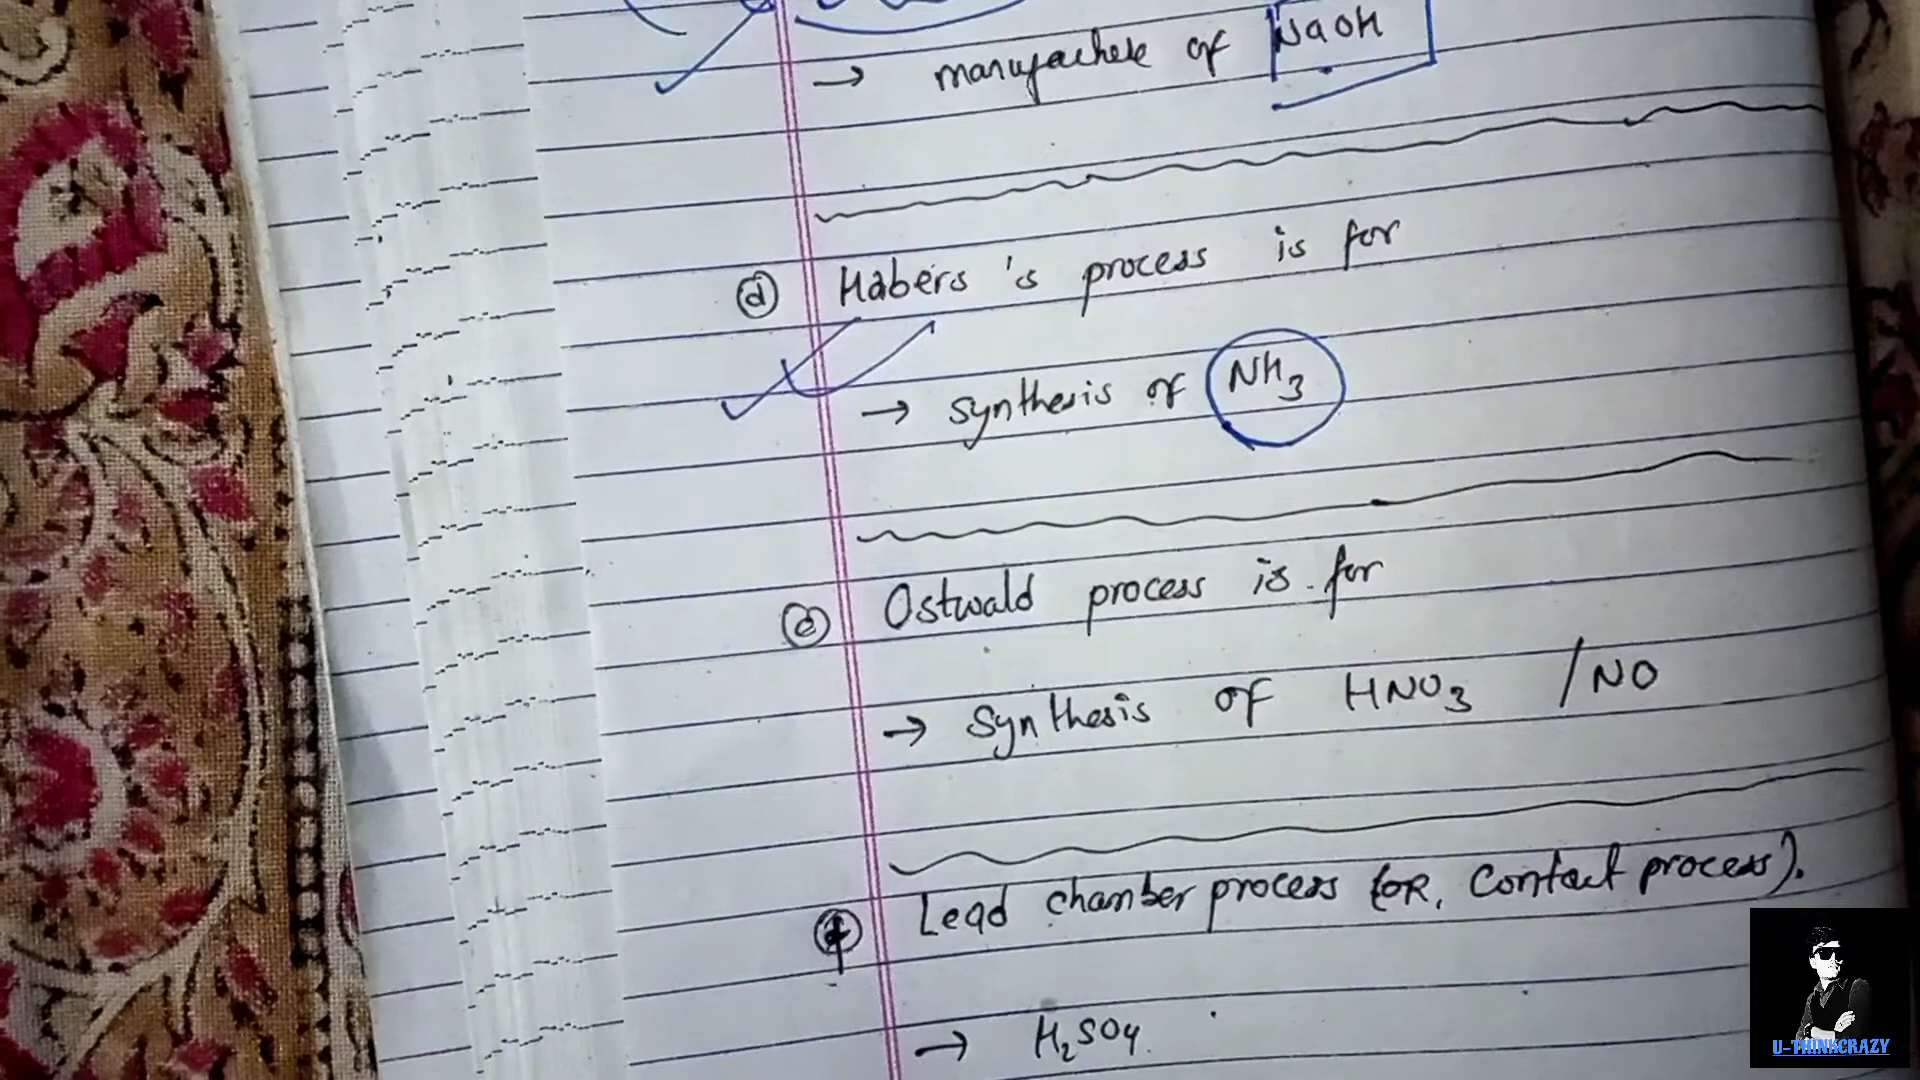 → manufacture of NaOH
(d) Habers's process is for
→ synthesis of NH3
(e) Ostwald process is for
→ synthesis of HNO3 / NO
(f) Lead chamber process (OR, Contact process).
→ H2SO4.
U-THINKCRAZY